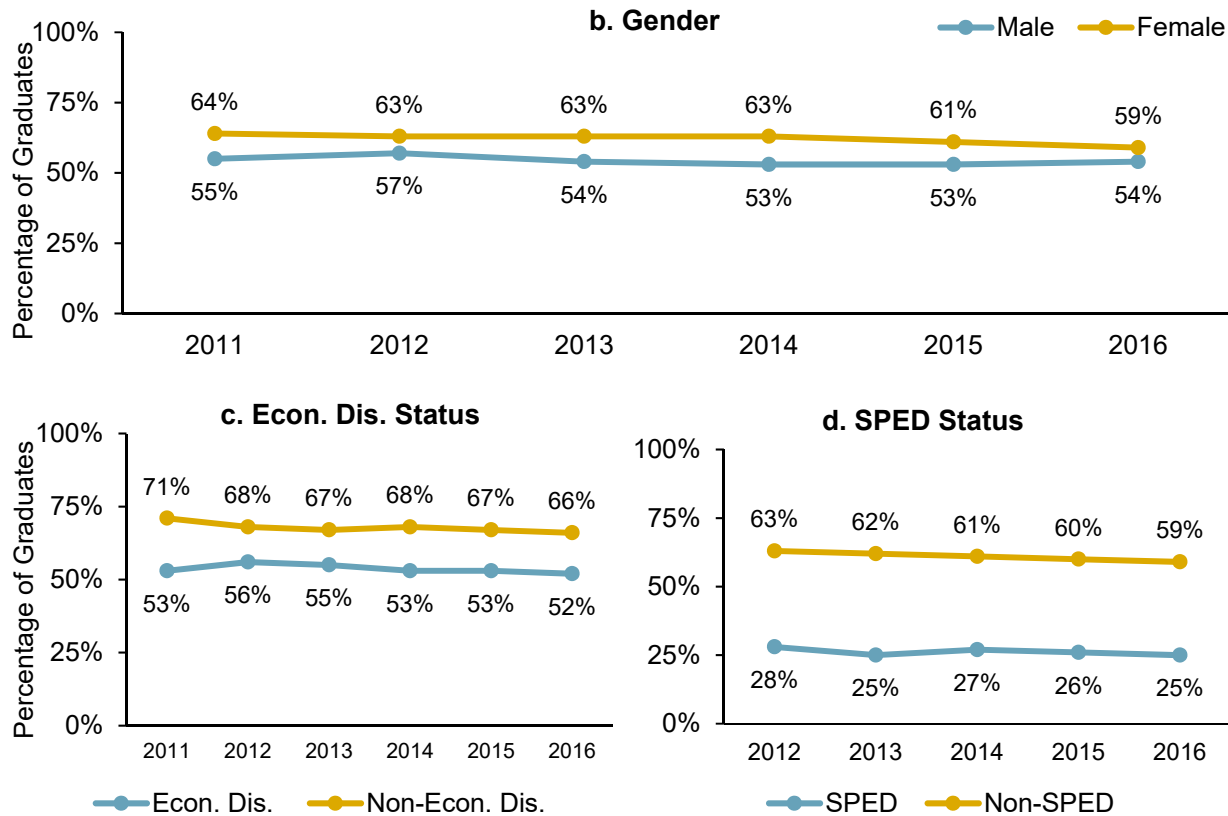 b. Gender
Male Female
Percentage of Graduates
100%
75%
50%
25%
0%
64% 63% 63% 63% 61% 59%
55% 57% 54% 53% 53% 54%
2011 2012 2013 2014 2015 2016
c. Econ. Dis. Status
Percentage of Graduates
100%
75%
50%
25%
0%
71% 68% 67% 68% 67% 66%
53% 56% 55% 53% 53% 52%
2011 2012 2013 2014 2015 2016
Econ. Dis. Non-Econ. Dis.
d. SPED Status
100%
75%
50%
25%
0%
63% 62% 61% 60% 59%
28% 25% 27% 26% 25%
2012 2013 2014 2015 2016
SPED Non-SPED